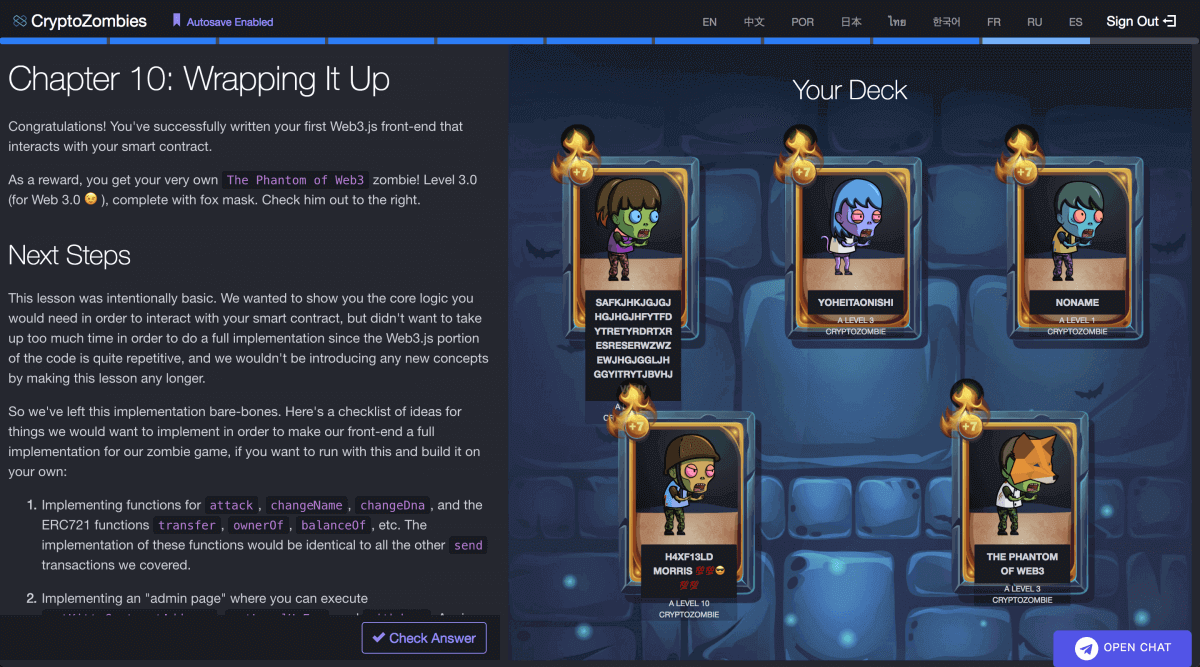 CryptoZombies
Autosave Enabled
EN 中文 POR 日本 ไทย 한국어 FR RU ES Sign Out
Chapter 10: Wrapping It Up
Congratulations! You've successfully written your first Web3.js front-end that
interacts with your smart contract.
As a reward, you get your very own The Phantom of Web3 zombie! Level 3.0
(for Web 3.0 😉 ), complete with fox mask. Check him out to the right.
Next Steps
This lesson was intentionally basic. We wanted to show you the core logic you
would need in order to interact with your smart contract, but didn't want to take
up too much time in order to do a full implementation since the Web3.js portion
of the code is quite repetitive, and we wouldn't be introducing any new concepts
by making this lesson any longer.
So we've left this implementation bare-bones. Here's a checklist of ideas for
things we would want to implement in order to make our front-end a full
implementation for our zombie game, if you want to run with this and build it on
your own:
1. Implementing functions for attack , changeName , changeDna , and the
ERC721 functions transfer , ownerOf , balanceOf , etc. The
implementation of these functions would be identical to all the other send
transactions we covered.
2. Implementing an "admin page" where you can execute
Check Answer
Your Deck
+7
SAFKJHKJGJGJ
HGJHGJHFYTFD
YTRETYRDRTXR
ESRESERWZWZ
EWJHGJGGLJH
GGYITRYTJBVHJ
+7
YOHEITAONISHI
A LEVEL 3
CRYPTOZOMBIE
+7
NONAME
A LEVEL 1
CRYPTOZOMBIE
+7
H4XF13LD
MORRIS 💯💯😎
💯💯
A LEVEL 10
CRYPTOZOMBIE
+7
THE PHANTOM
OF WEB3
A LEVEL 3
CRYPTOZOMBIE
OPEN CHAT